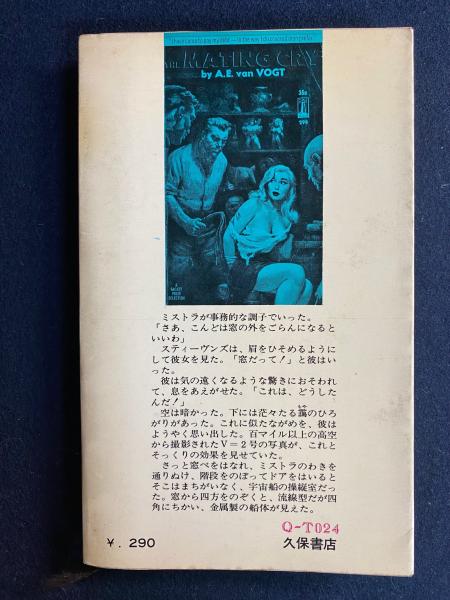 THE MATING CRY
by A.E. van VOGT
35¢
ミストラが事務的な調子でいった。
「さあ、こんどは窓の外をごらんになると
いいわ」
スティーヴンズは、眉をひそめるように
して彼女を見た。「窓だって!」と彼はい
った。
彼は気の遠くなるような驚きにおそわれ
て、息をあえがせた。「これは、どうした
んだ!」
空は暗かった。下には茫々たる靄のひろ
がりがあった。これに似たながめを、彼は
ようやく思い出した。百マイル以上の高空
から撮影されたV=2号の写真が、これと
そっくりの効果を見せていた。
さっと窓べをはなれ、ミストラのわきを
通りぬけ、階段をのぼってドアをはいると
そこはまちがいなく、宇宙船の操縦室だっ
た。窓から四方をのぞくと、流線型だが四
角にちかい、金属製の船体が見えた。
Q-T024
¥. 290
久保書店